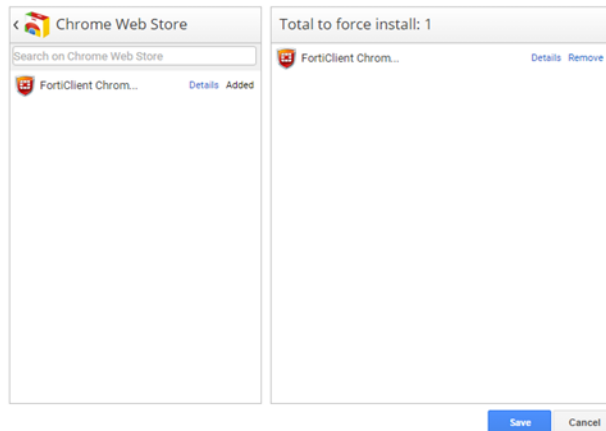 Chrome Web Store
Search on Chrome Web Store
FortiClient Chrom... Details Added
Total to force install: 1
FortiClient Chrom... Details Remove
Save Cancel